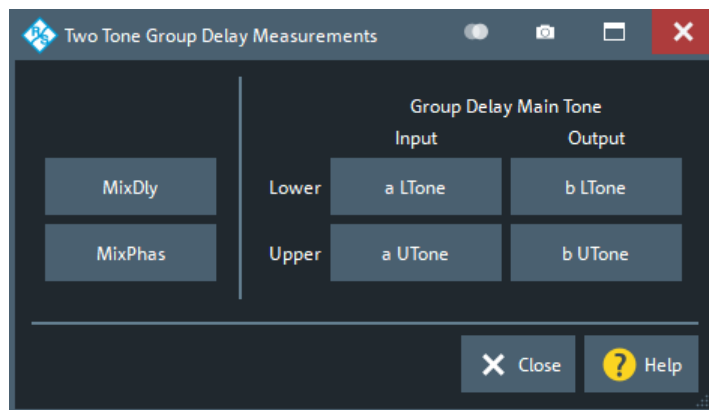 Two Tone Group Delay Measurements
Group Delay Main Tone
Input Output
MixDly Lower a LTone b LTone
MixPhas Upper a UTone b UTone
Close ? Help